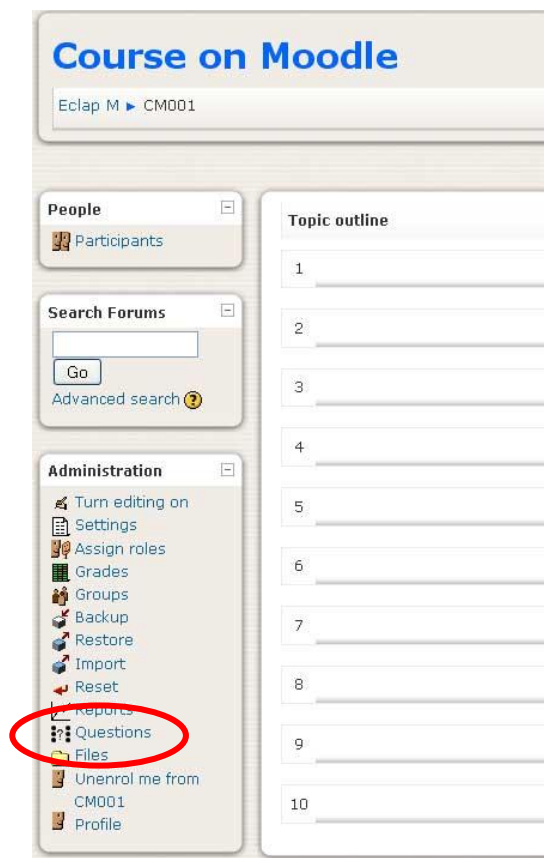 Course on Moodle
Eclap M ► CM001
People
Participants
Search Forums
Go
Advanced search ?
Administration
Turn editing on
Settings
Assign roles
Grades
Groups
Backup
Restore
Import
Reset
Reports
Questions
Files
Unenrol me from
CM001
Profile
Topic outline
1
2
3
4
5
6
7
8
9
10